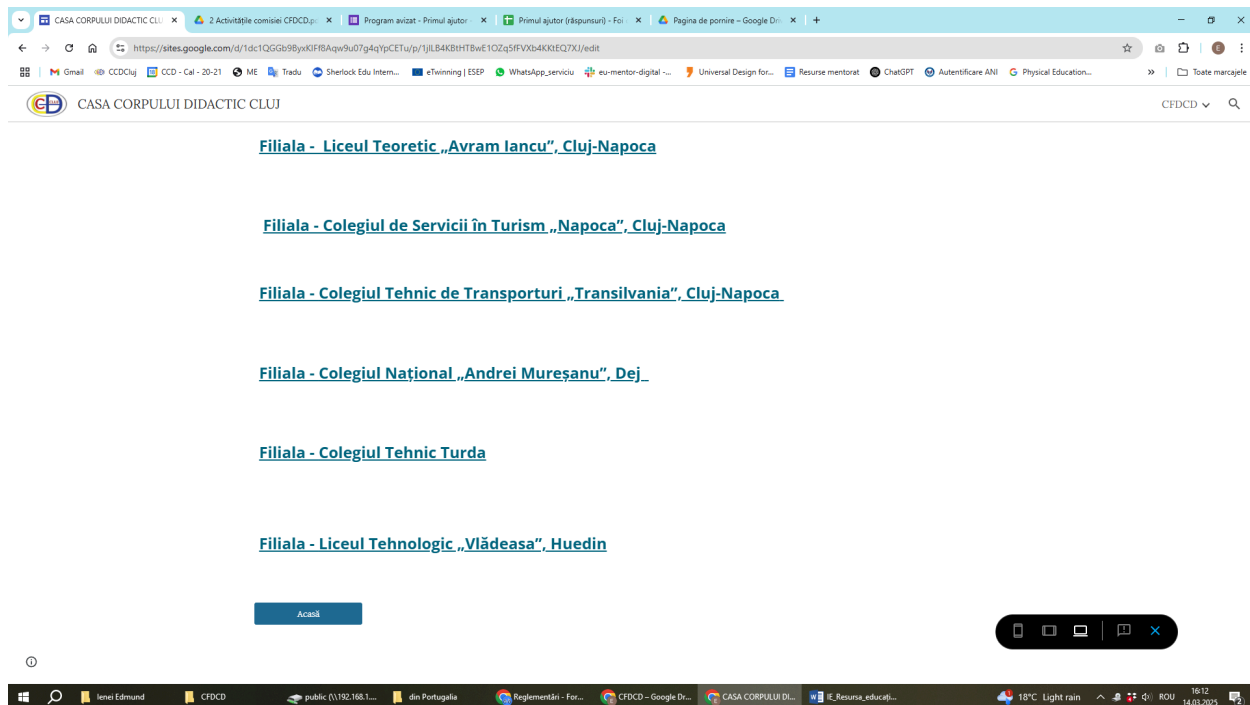 CASA CORPULUI DIDACTIC CLU
2 Activitățile comisiei CFDCD.p
Program avizat - Primul ajutor
Primul ajutor (răspunsuri) - Foi
Pagina de pornire – Google Dri
https://sites.google.com/d/1dc1QGGb9ByxKIFf8Aqw9u07g4qYpCETu/p/1jILB4KBtHTBwE1OZq5fFVXb4KKtEQ7XJ/edit
Gmail CCDCluj CCD - Cal - 20-21 ME Tradu Sherlock Edu Intern... eTwinning | ESEP WhatsApp_serviciu eu-mentor-digital -... Universal Design for... Resurse mentorat ChatGPT Autentificare ANI Physical Education... » Toate marcajele
CASA CORPULUI DIDACTIC CLUJ
CFDCD
Filiala - Liceul Teoretic „Avram Iancu”, Cluj-Napoca
Filiala - Colegiul de Servicii în Turism „Napoca”, Cluj-Napoca
Filiala - Colegiul Tehnic de Transporturi „Transilvania”, Cluj-Napoca
Filiala - Colegiul Național „Andrei Mureșanu”, Dej
Filiala - Colegiul Tehnic Turda
Filiala - Liceul Tehnologic „Vlădeasa”, Huedin
Acasă
Ienei Edmund CFDCD public (\\192.168.1.... din Portugalia Reglementări - For... CFDCD – Google Dr... CASA CORPULUI DI... IE_Resursa_educați... 18°C Light rain ROU 16:12
14.03.2025